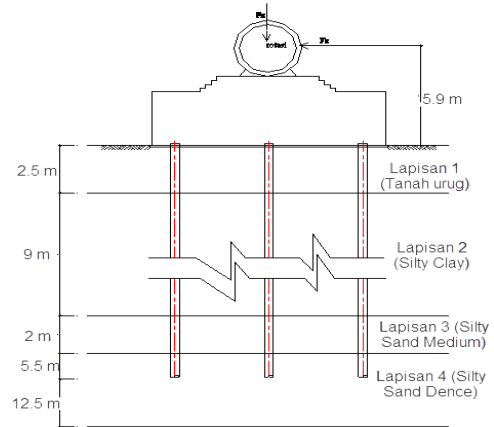 Fz
Fx
5.9 m
2.5 m
Lapisan 1
(Tanah urug)
9 m
Lapisan 2
(Silty Clay)
2 m
Lapisan 3 (Silty
Sand Medium)
5.5 m
Lapisan 4 (Silty
Sand Dence)
12.5 m